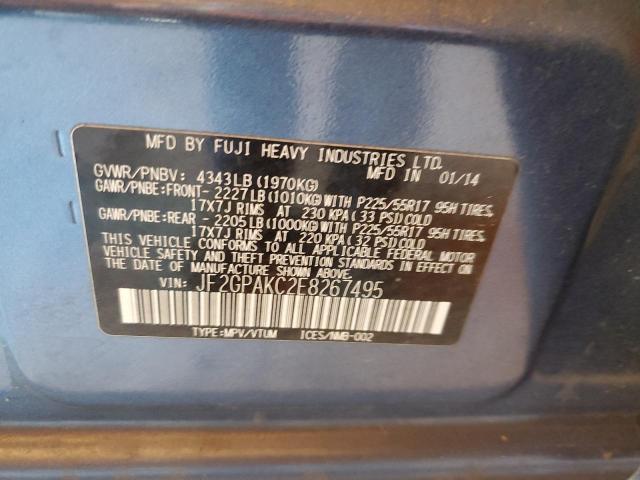 MFD BY FUJI HEAVY INDUSTRIES LTD.
GVWR/PNBV: 4343LB(1970KG) MFD IN 01/14
GAWR/PNBE:FRONT- 2227LB(1010KG)WITH P225/55R17 95H TIRES,
17X7J RIMS AT 230 KPA(33 PSI)COLD
GAWR/PNBE:REAR - 2205LB(1000KG)WITH P225/55R17 95H TIRES,
17X7J RIMS AT 220 KPA(32 PSI)COLD
THIS VEHICLE CONFORMS TO ALL APPLICABLE FEDERAL MOTOR
VEHICLE SAFETY AND THEFT PREVENTION STANDARDS IN EFFECT ON
THE DATE OF MANUFACTURE SHOWN ABOVE.
VIN: JF2GPAKC2E8267495
TYPE:MPV/VTUM ICES/NMB-002